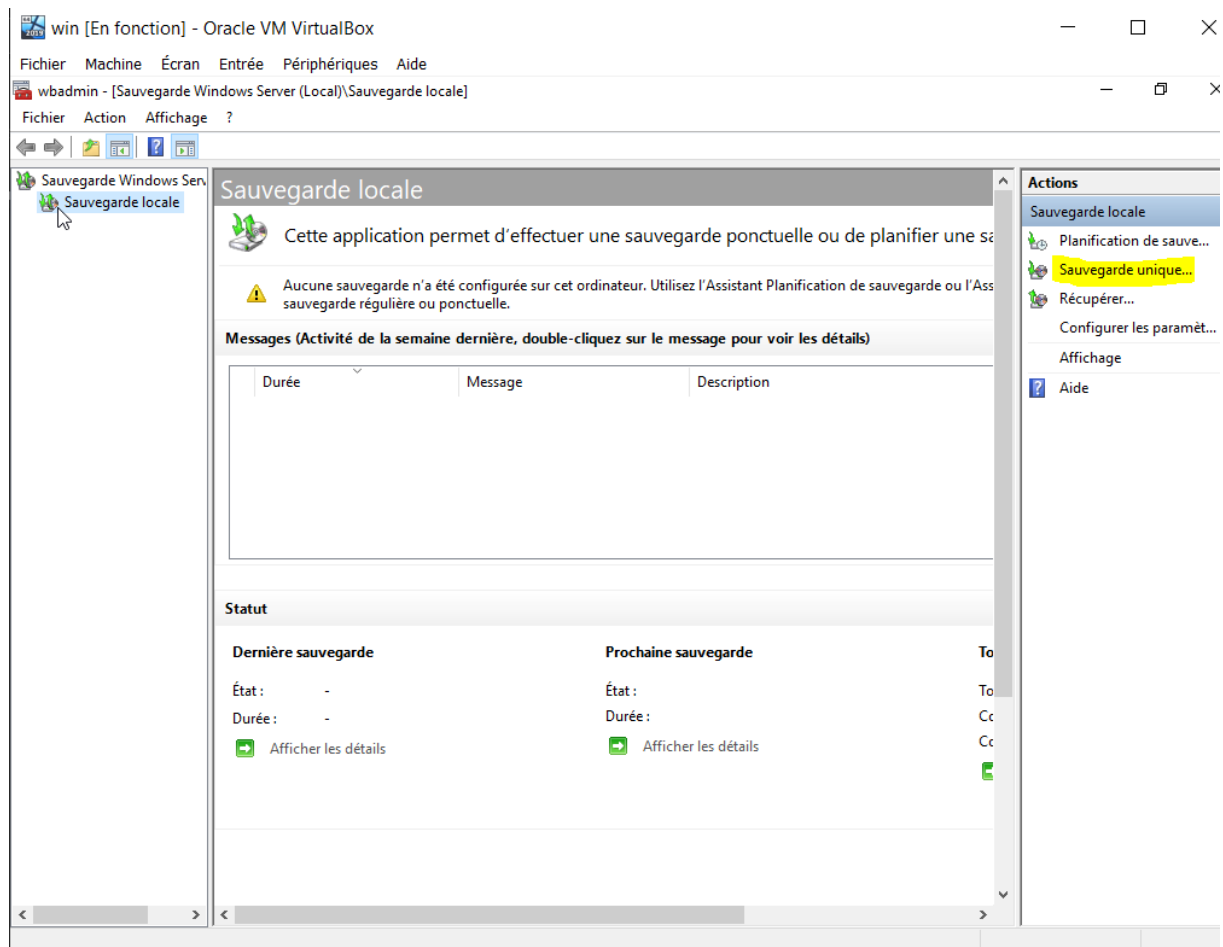 win [En fonction] - Oracle VM VirtualBox
Fichier Machine Écran Entrée Périphériques Aide
wbadmin - [Sauvegarde Windows Server (Local)\Sauvegarde locale]
Fichier Action Affichage ?
Sauvegarde Windows Serv
Sauvegarde locale
Sauvegarde locale
Cette application permet d'effectuer une sauvegarde ponctuelle ou de planifier une sa
Aucune sauvegarde n'a été configurée sur cet ordinateur. Utilisez l'Assistant Planification de sauvegarde ou l'Ass
sauvegarde régulière ou ponctuelle.
Messages (Activité de la semaine dernière, double-cliquez sur le message pour voir les détails)
Durée Message Description
Statut
Dernière sauvegarde
État : -
Durée : -
Afficher les détails
Prochaine sauvegarde
État :
Durée :
Afficher les détails
To
To
Co
Co
Actions
Sauvegarde locale
Planification de sauve...
Sauvegarde unique...
Récupérer...
Configurer les paramèt...
Affichage
Aide